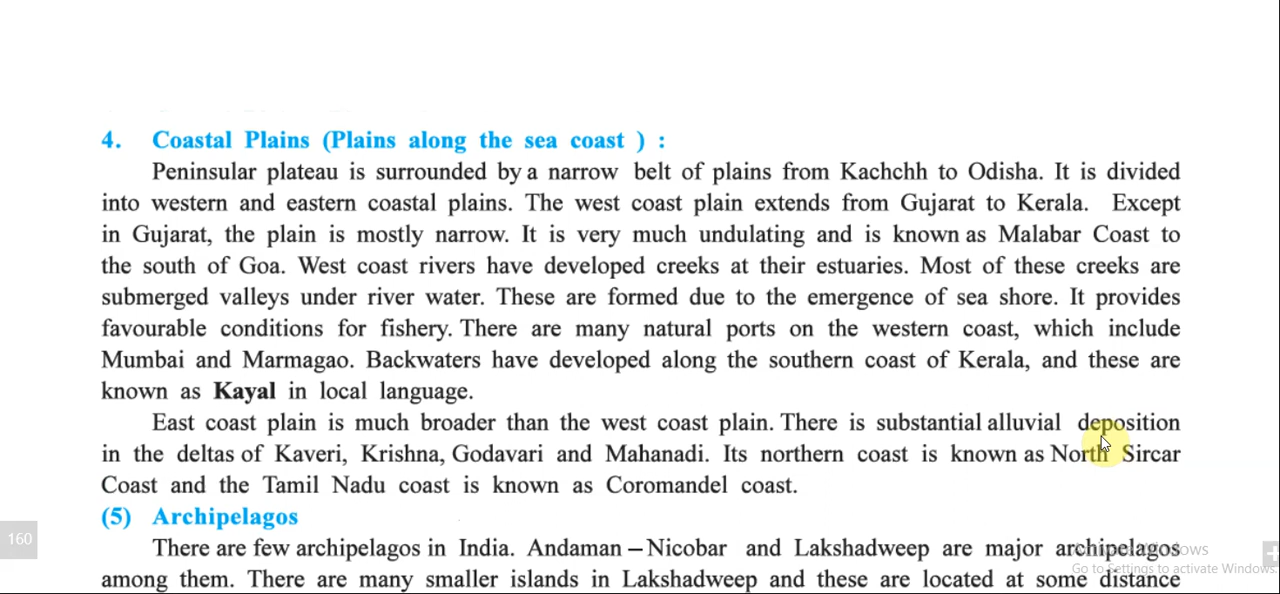 4. Coastal Plains (Plains along the sea coast ) :
Peninsular plateau is surrounded by a narrow belt of plains from Kachchh to Odisha. It is divided
into western and eastern coastal plains. The west coast plain extends from Gujarat to Kerala. Except
in Gujarat, the plain is mostly narrow. It is very much undulating and is known as Malabar Coast to
the south of Goa. West coast rivers have developed creeks at their estuaries. Most of these creeks are
submerged valleys under river water. These are formed due to the emergence of sea shore. It provides
favourable conditions for fishery. There are many natural ports on the western coast, which include
Mumbai and Marmagao. Backwaters have developed along the southern coast of Kerala, and these are
known as Kayal in local language.
East coast plain is much broader than the west coast plain. There is substantial alluvial deposition
in the deltas of Kaveri, Krishna, Godavari and Mahanadi. Its northern coast is known as North Sircar
Coast and the Tamil Nadu coast is known as Coromandel coast.
(5) Archipelagos
160
There are few archipelagos in India. Andaman – Nicobar and Lakshadweep are major archipelagos
Activate Windows
Go to Settings to activate Windows.
among them. There are many smaller islands in Lakshadweep and these are located at some distance